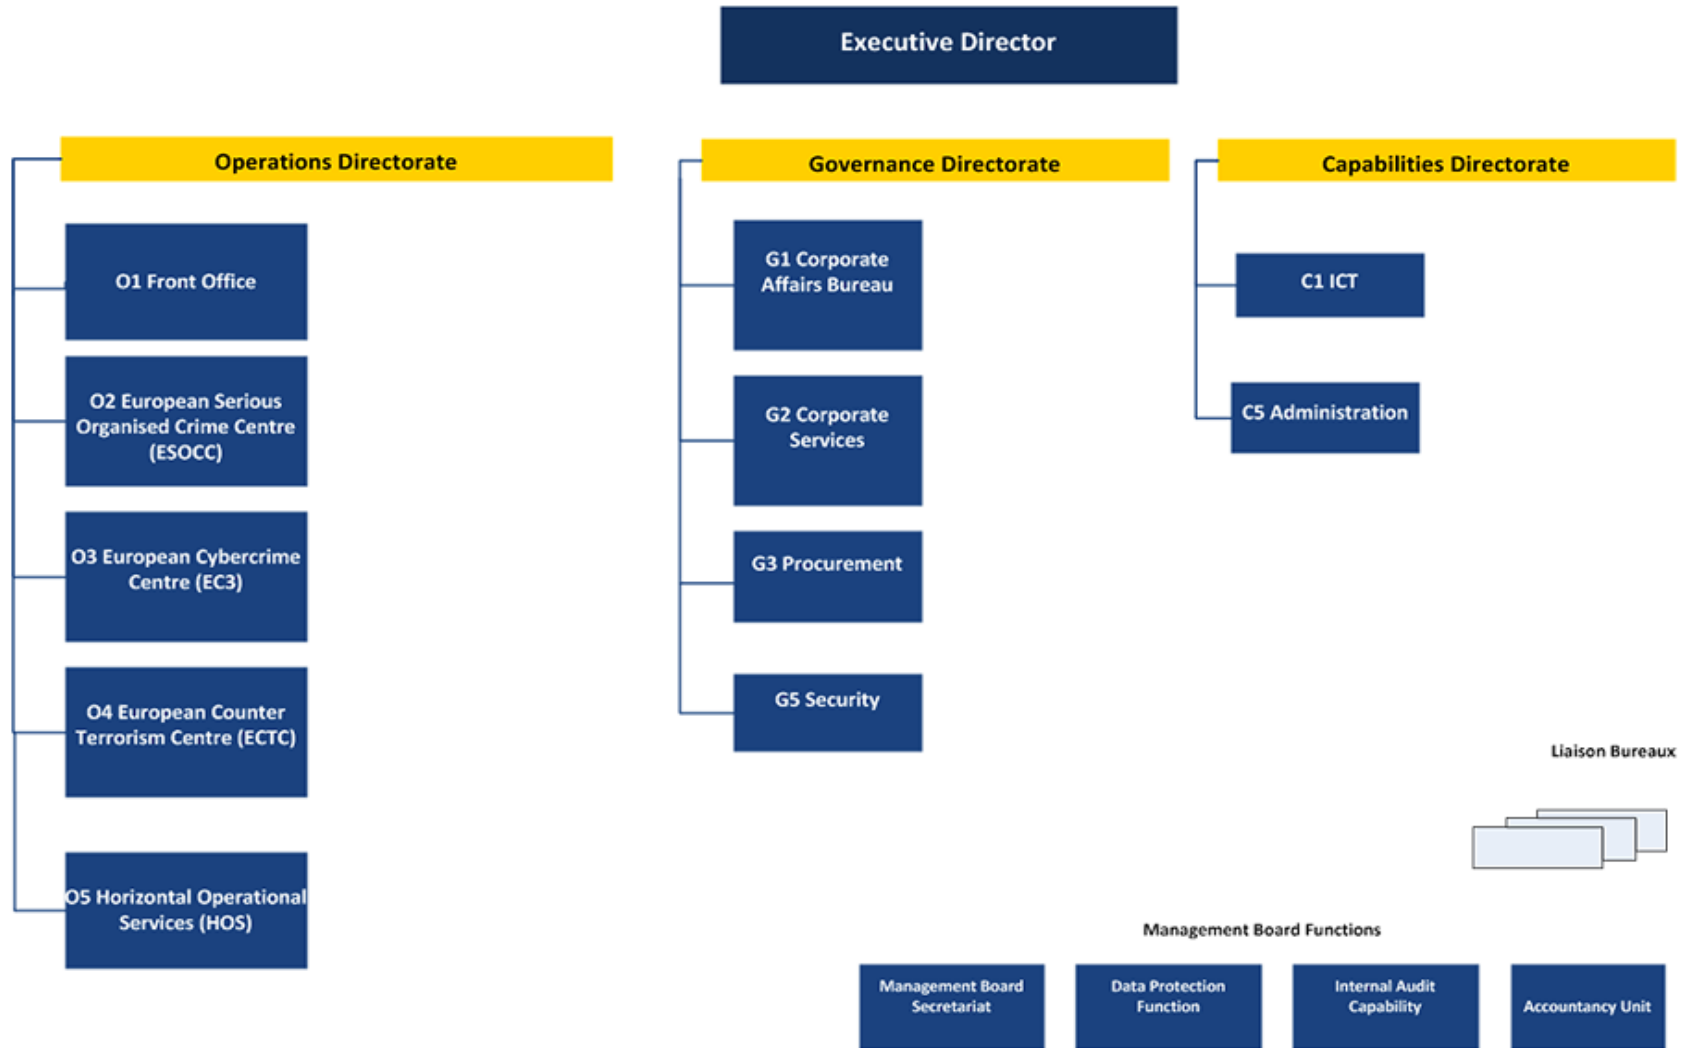 Executive Director
Operations Directorate
O1 Front Office
O2 European Serious
Organised Crime Centre
(ESOCC)
O3 European Cybercrime
Centre (EC3)
O4 European Counter
Terrorism Centre (ECTC)
O5 Horizontal Operational
Services (HOS)
Governance Directorate
G1 Corporate
Affairs Bureau
G2 Corporate
Services
G3 Procurement
G5 Security
Capabilities Directorate
C1 ICT
C5 Administration
Liaison Bureaux
Management Board Functions
Management Board
Secretariat
Data Protection
Function
Internal Audit
Capability
Accountancy Unit